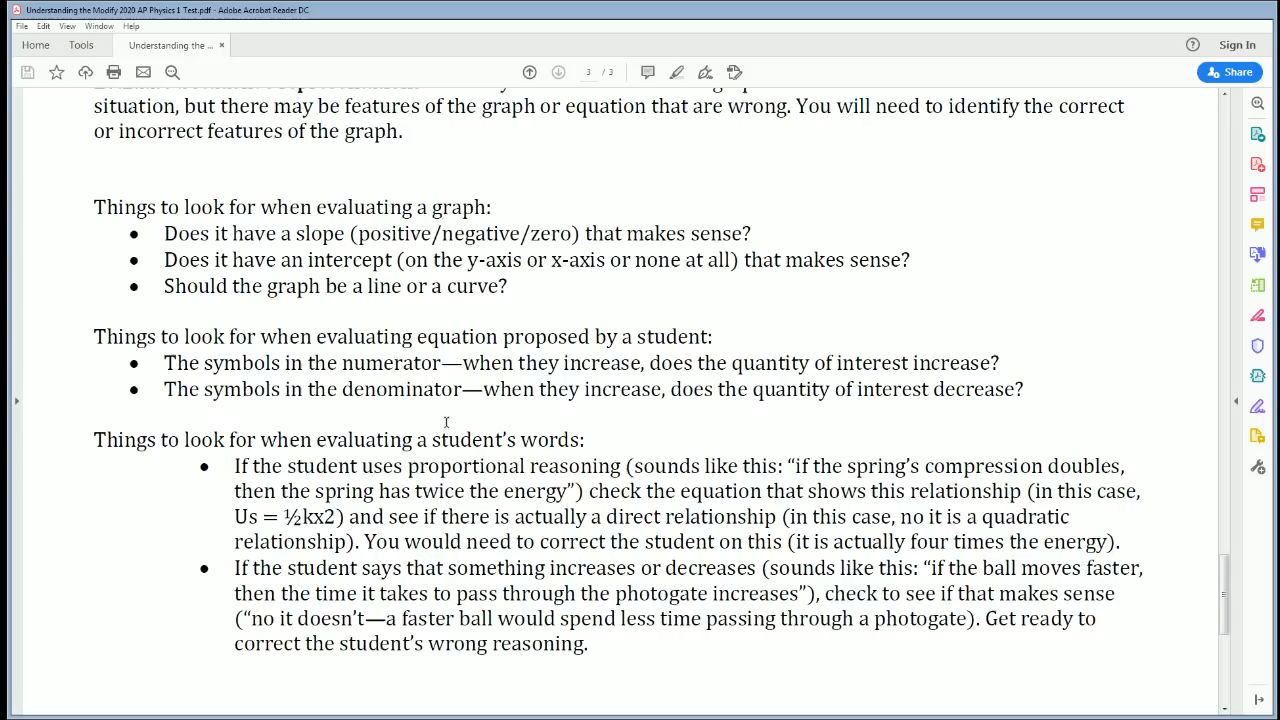 Understanding the Modify 2020 AP Physics 1 Test.pdf - Adobe Acrobat Reader DC
File Edit View Window Help
Home Tools Understanding the ... × Sign In
3 / 3 Share
situation, but there may be features of the graph or equation that are wrong. You will need to identify the correct
or incorrect features of the graph.
Things to look for when evaluating a graph:
• Does it have a slope (positive/negative/zero) that makes sense?
• Does it have an intercept (on the y-axis or x-axis or none at all) that makes sense?
• Should the graph be a line or a curve?
Things to look for when evaluating equation proposed by a student:
• The symbols in the numerator—when they increase, does the quantity of interest increase?
• The symbols in the denominator—when they increase, does the quantity of interest decrease?
Things to look for when evaluating a student’s words:
• If the student uses proportional reasoning (sounds like this: “if the spring’s compression doubles,
then the spring has twice the energy”) check the equation that shows this relationship (in this case,
Us = ½kx2) and see if there is actually a direct relationship (in this case, no it is a quadratic
relationship). You would need to correct the student on this (it is actually four times the energy).
• If the student says that something increases or decreases (sounds like this: “if the ball moves faster,
then the time it takes to pass through the photogate increases”), check to see if that makes sense
(“no it doesn’t—a faster ball would spend less time passing through a photogate). Get ready to
correct the student’s wrong reasoning.